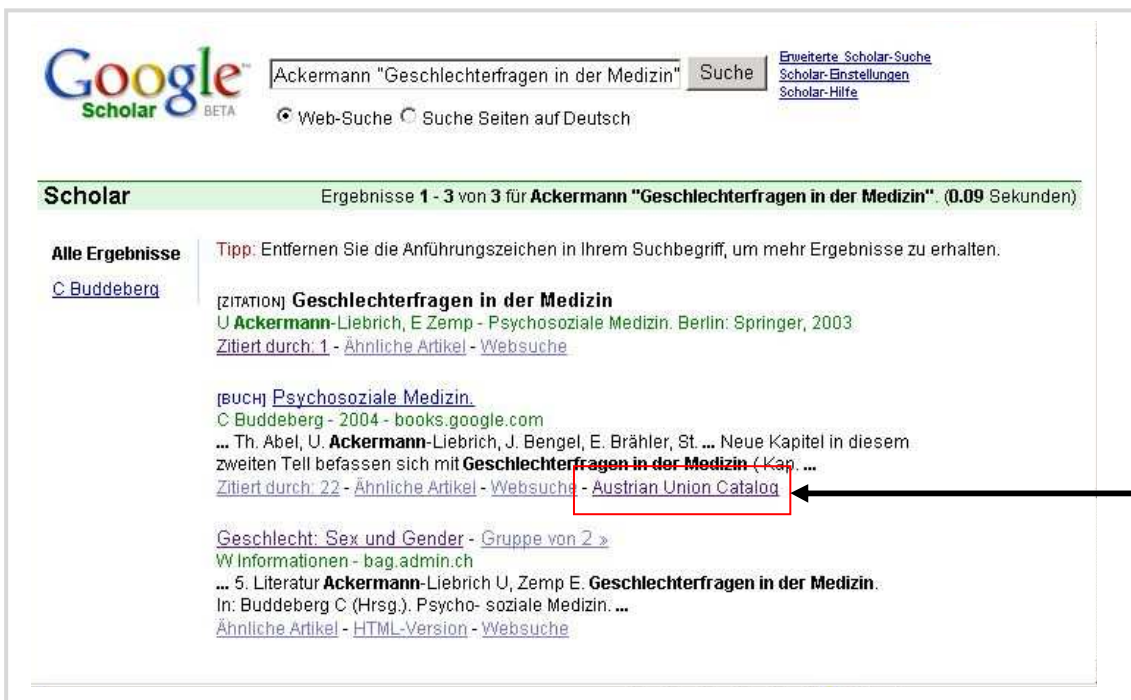 Google
Scholar BETA
Ackermann "Geschlechterfragen in der Medizin"
Suche
Erweiterte Scholar-Suche
Scholar-Einstellungen
Scholar-Hilfe
Web-Suche Suche Seiten auf Deutsch
Scholar Ergebnisse 1 - 3 von 3 für Ackermann "Geschlechterfragen in der Medizin". (0.09 Sekunden)
Alle Ergebnisse
C Buddeberg
Tipp: Entfernen Sie die Anführungszeichen in Ihrem Suchbegriff, um mehr Ergebnisse zu erhalten.
[ZITATION] Geschlechterfragen in der Medizin
U Ackermann-Liebrich, E Zemp - Psychosoziale Medizin. Berlin: Springer, 2003
Zitiert durch: 1 - Ähnliche Artikel - Websuche
[BUCH] Psychosoziale Medizin.
C Buddeberg - 2004 - books.google.com
... Th. Abel, U. Ackermann-Liebrich, J. Bengel, E. Brähler, St. ... Neue Kapitel in diesem
zweiten Tell befassen sich mit Geschlechterfragen in der Medizin ( Kap. ...
Zitiert durch: 22 - Ähnliche Artikel - Websuche - Austrian Union Catalog
Geschlecht: Sex und Gender - Gruppe von 2 »
W Informationen - bag.admin.ch
... 5. Literatur Ackermann-Liebrich U, Zemp E. Geschlechterfragen in der Medizin.
In: Buddeberg C (Hrsg.). Psycho- soziale Medizin. ...
Ähnliche Artikel - HTML-Version - Websuche